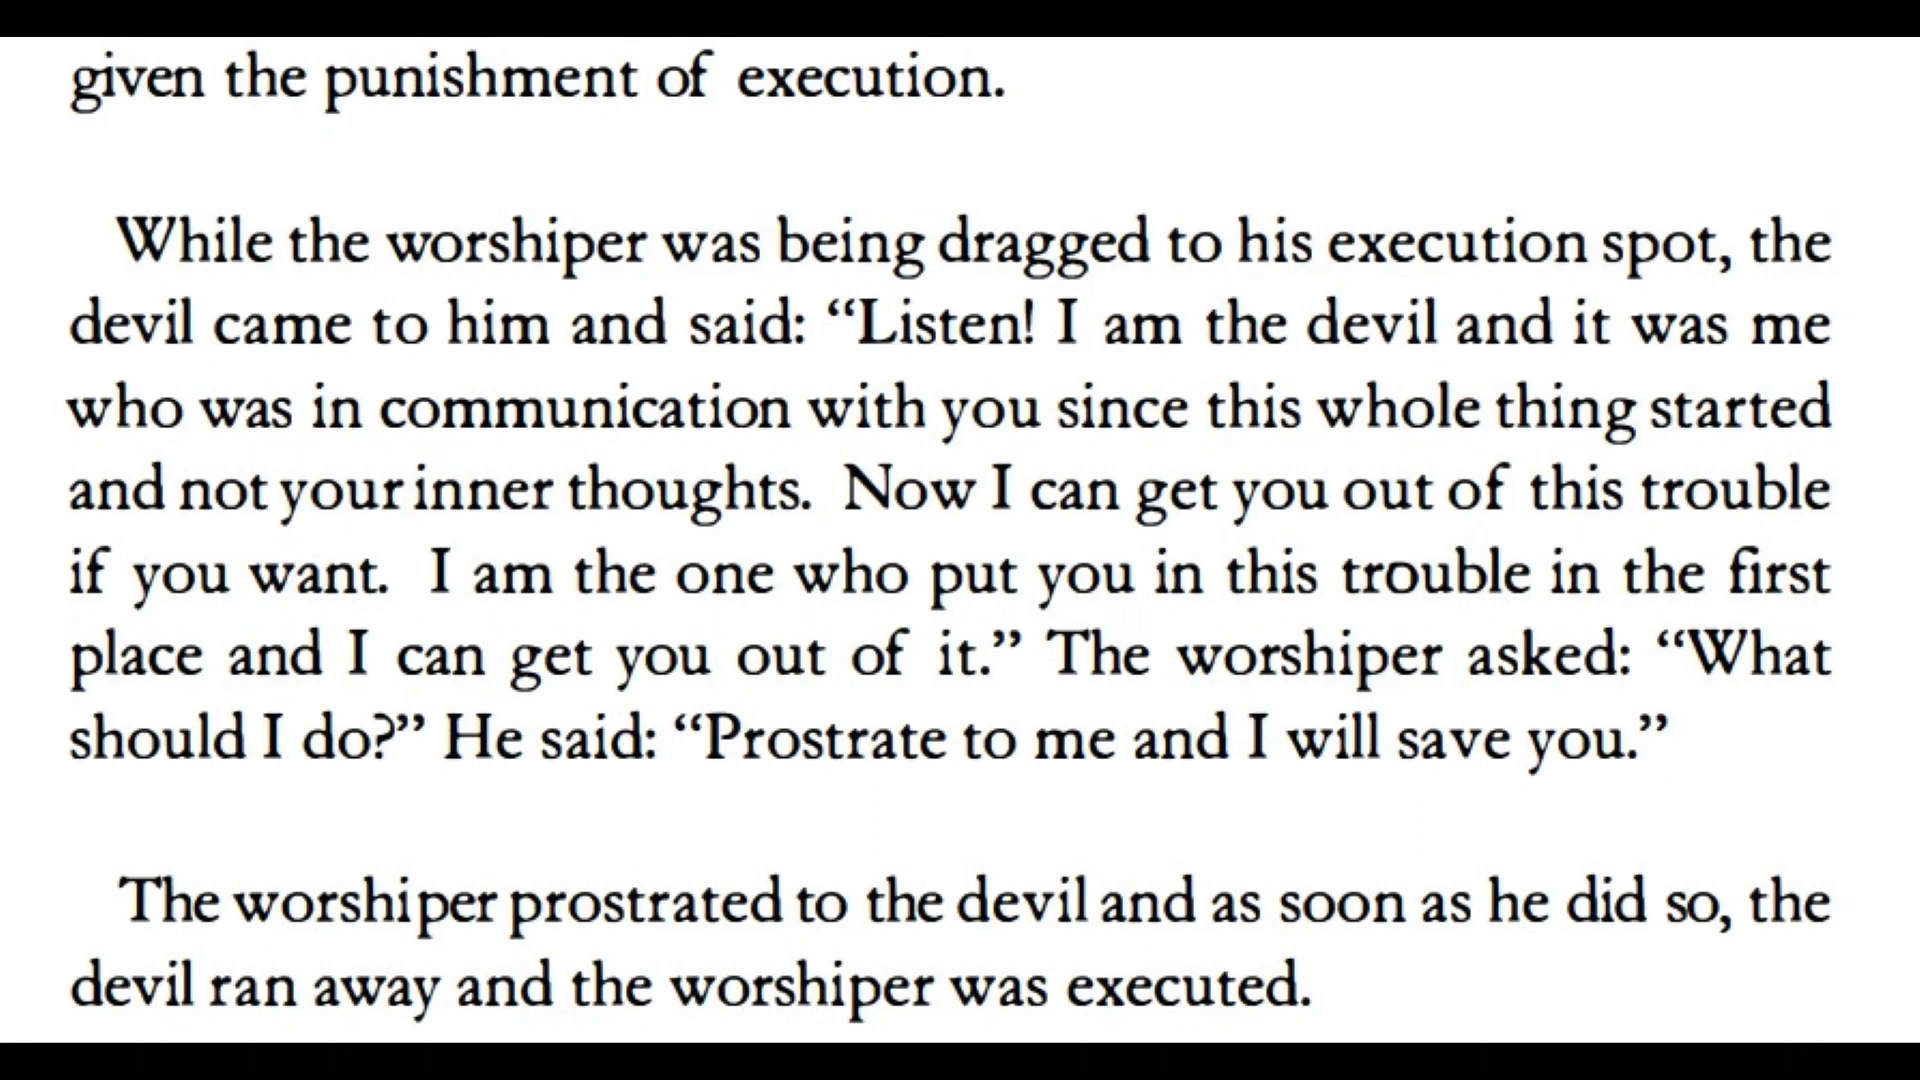 given the punishment of execution.
While the worshiper was being dragged to his execution spot, the
devil came to him and said: “Listen! I am the devil and it was me
who was in communication with you since this whole thing started
and not your inner thoughts. Now I can get you out of this trouble
if you want. I am the one who put you in this trouble in the first
place and I can get you out of it.” The worshiper asked: “What
should I do?” He said: “Prostrate to me and I will save you.”
The worshiper prostrated to the devil and as soon as he did so, the
devil ran away and the worshiper was executed.